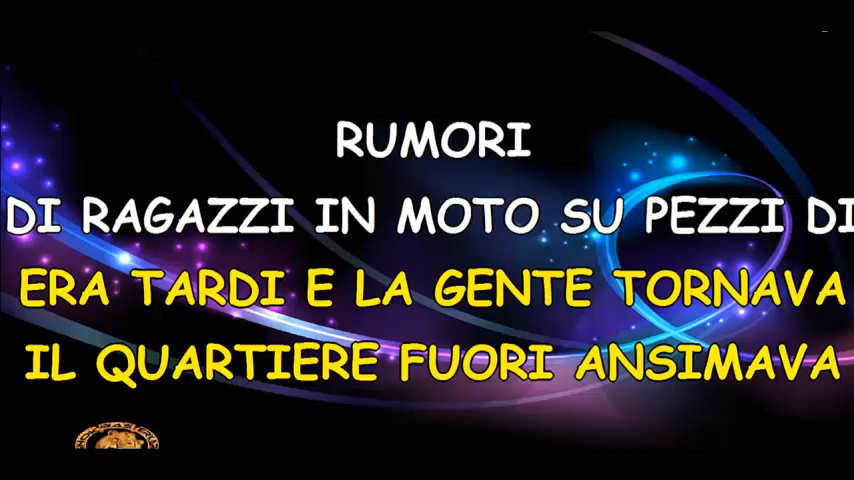 RUMORI
DI RAGAZZI IN MOTO SU PEZZI DI
ERA TARDI E LA GENTE TORNAVA
IL QUARTIERE FUORI ANSIMAVA